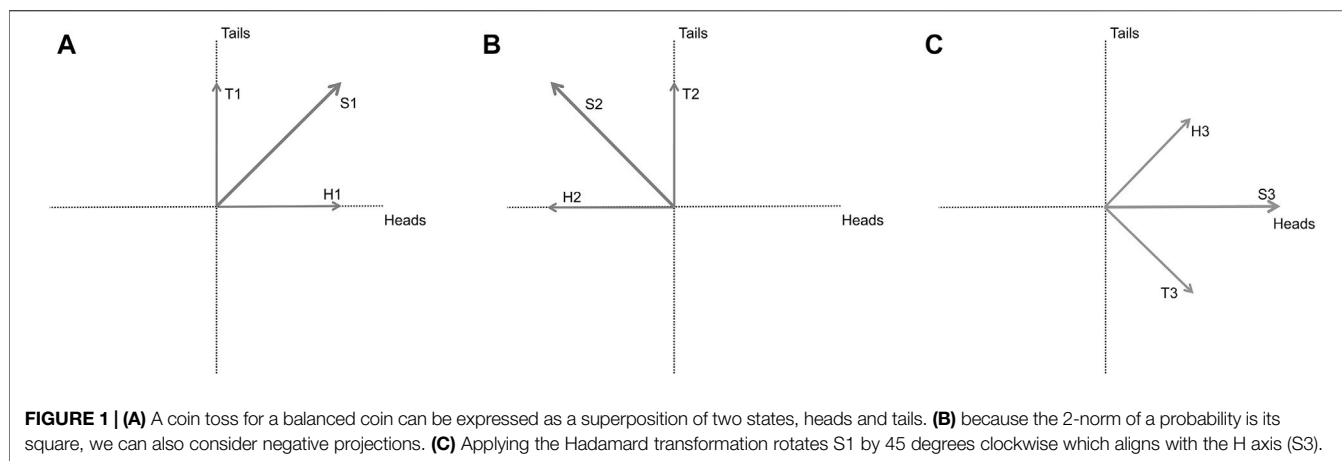 A
Tails
T1
S1
H1
Heads
B
Tails
S2
T2
H2
Heads
C
Tails
H3
S3
Heads
T3
FIGURE 1 | (A) A coin toss for a balanced coin can be expressed as a superposition of two states, heads and tails. (B) because the 2-norm of a probability is its
square, we can also consider negative projections. (C) Applying the Hadamard transformation rotates S1 by 45 degrees clockwise which aligns with the H axis (S3).